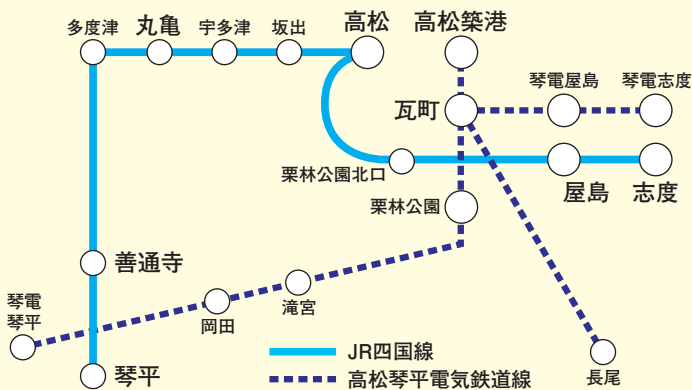 多度津
丸亀
宇多津
坂出
高松
高松築港
瓦町
琴電屋島
琴電志度
栗林公園北口
屋島
志度
栗林公園
善通寺
琴電
琴平
岡田
滝宮
琴平
長尾
JR四国線
高松琴平電気鉄道線